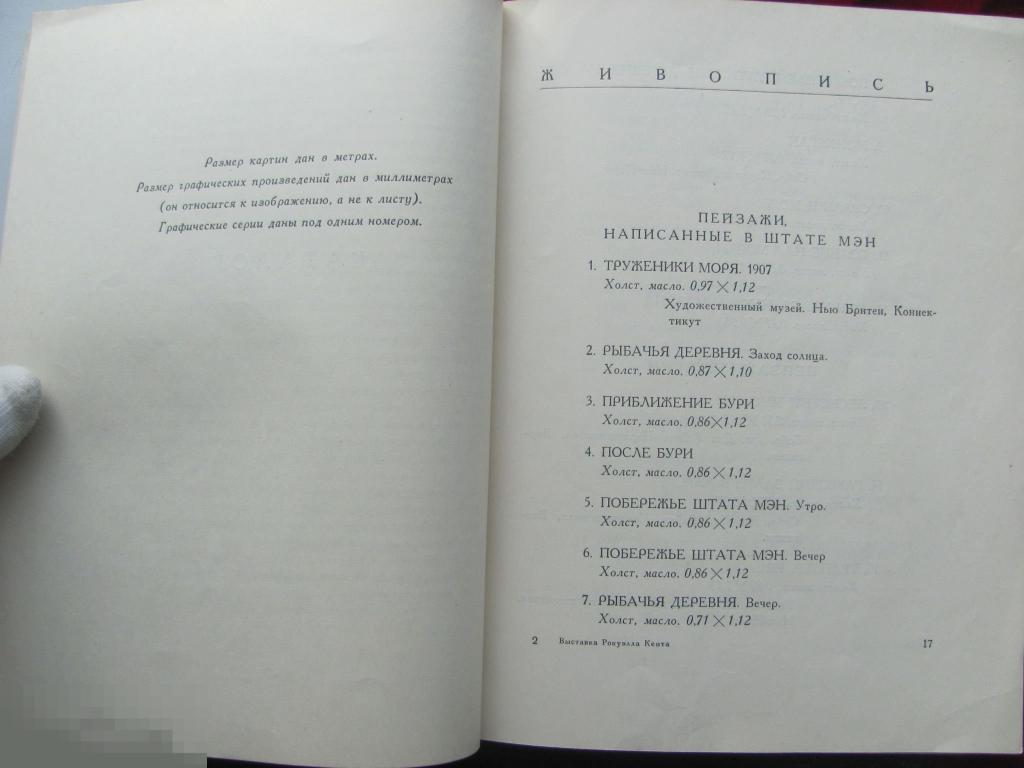 Размер картин дан в метрах.
Размер графических произведений дан в миллиметрах
(он относится к изображению, а не к листу).
Графические серии даны под одним номером.
ЖИВОПИСЬ
ПЕЙЗАЖИ,
НАПИСАННЫЕ В ШТАТЕ МЭН
1. ТРУЖЕНИКИ МОРЯ. 1907
Холст, масло. 0,97×1,12
Художественный музей. Нью Бритен, Коннек-
тикут
2. РЫБАЧЬЯ ДЕРЕВНЯ. Заход солнца.
Холст, масло. 0,87×1,10
3. ПРИБЛИЖЕНИЕ БУРИ
Холст, масло. 0,86×1,12
4. ПОСЛЕ БУРИ
Холст, масло. 0,86×1,12
5. ПОБЕРЕЖЬЕ ШТАТА МЭН. Утро.
Холст, масло. 0,86×1,12
6. ПОБЕРЕЖЬЕ ШТАТА МЭН. Вечер
Холст, масло. 0,86×1,12
7. РЫБАЧЬЯ ДЕРЕВНЯ. Вечер.
Холст, масло. 0,71×1,12
2 Выставка Рокуэлла Кента 17